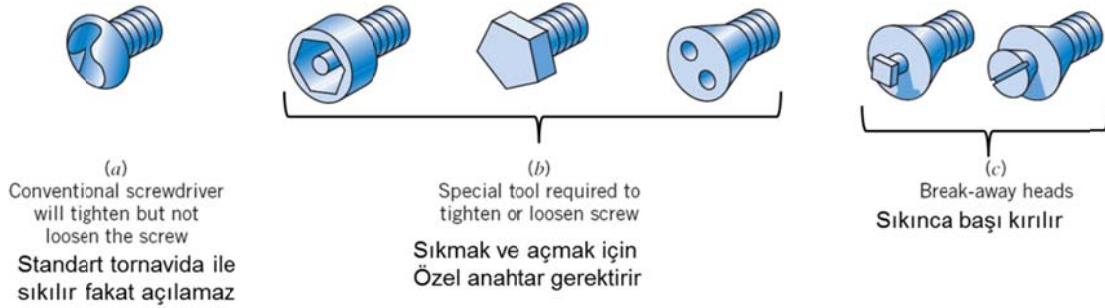 (a)
Conventional screwdriver
will tighten but not
loosen the screw
Standart tornavida ile
sıkılır fakat açılamaz
(b)
Special tool required to
tighten or loosen screw
Sıkmak ve açmak için
Özel anahtar gerektirir
(c)
Break-away heads
Sıkınca başı kırılır